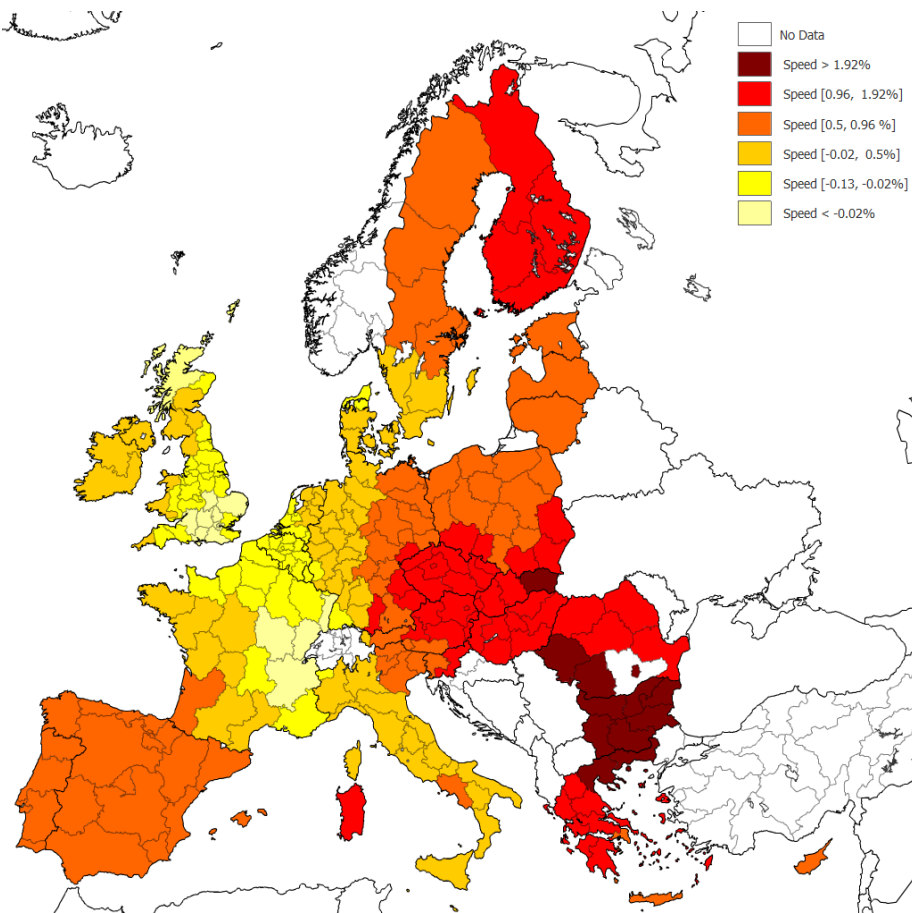 No Data
Speed > 1.92%
Speed [0.96, 1.92%]
Speed [0.5, 0.96 %]
Speed [-0.02, 0.5%]
Speed [-0.13, -0.02%]
Speed < -0.02%